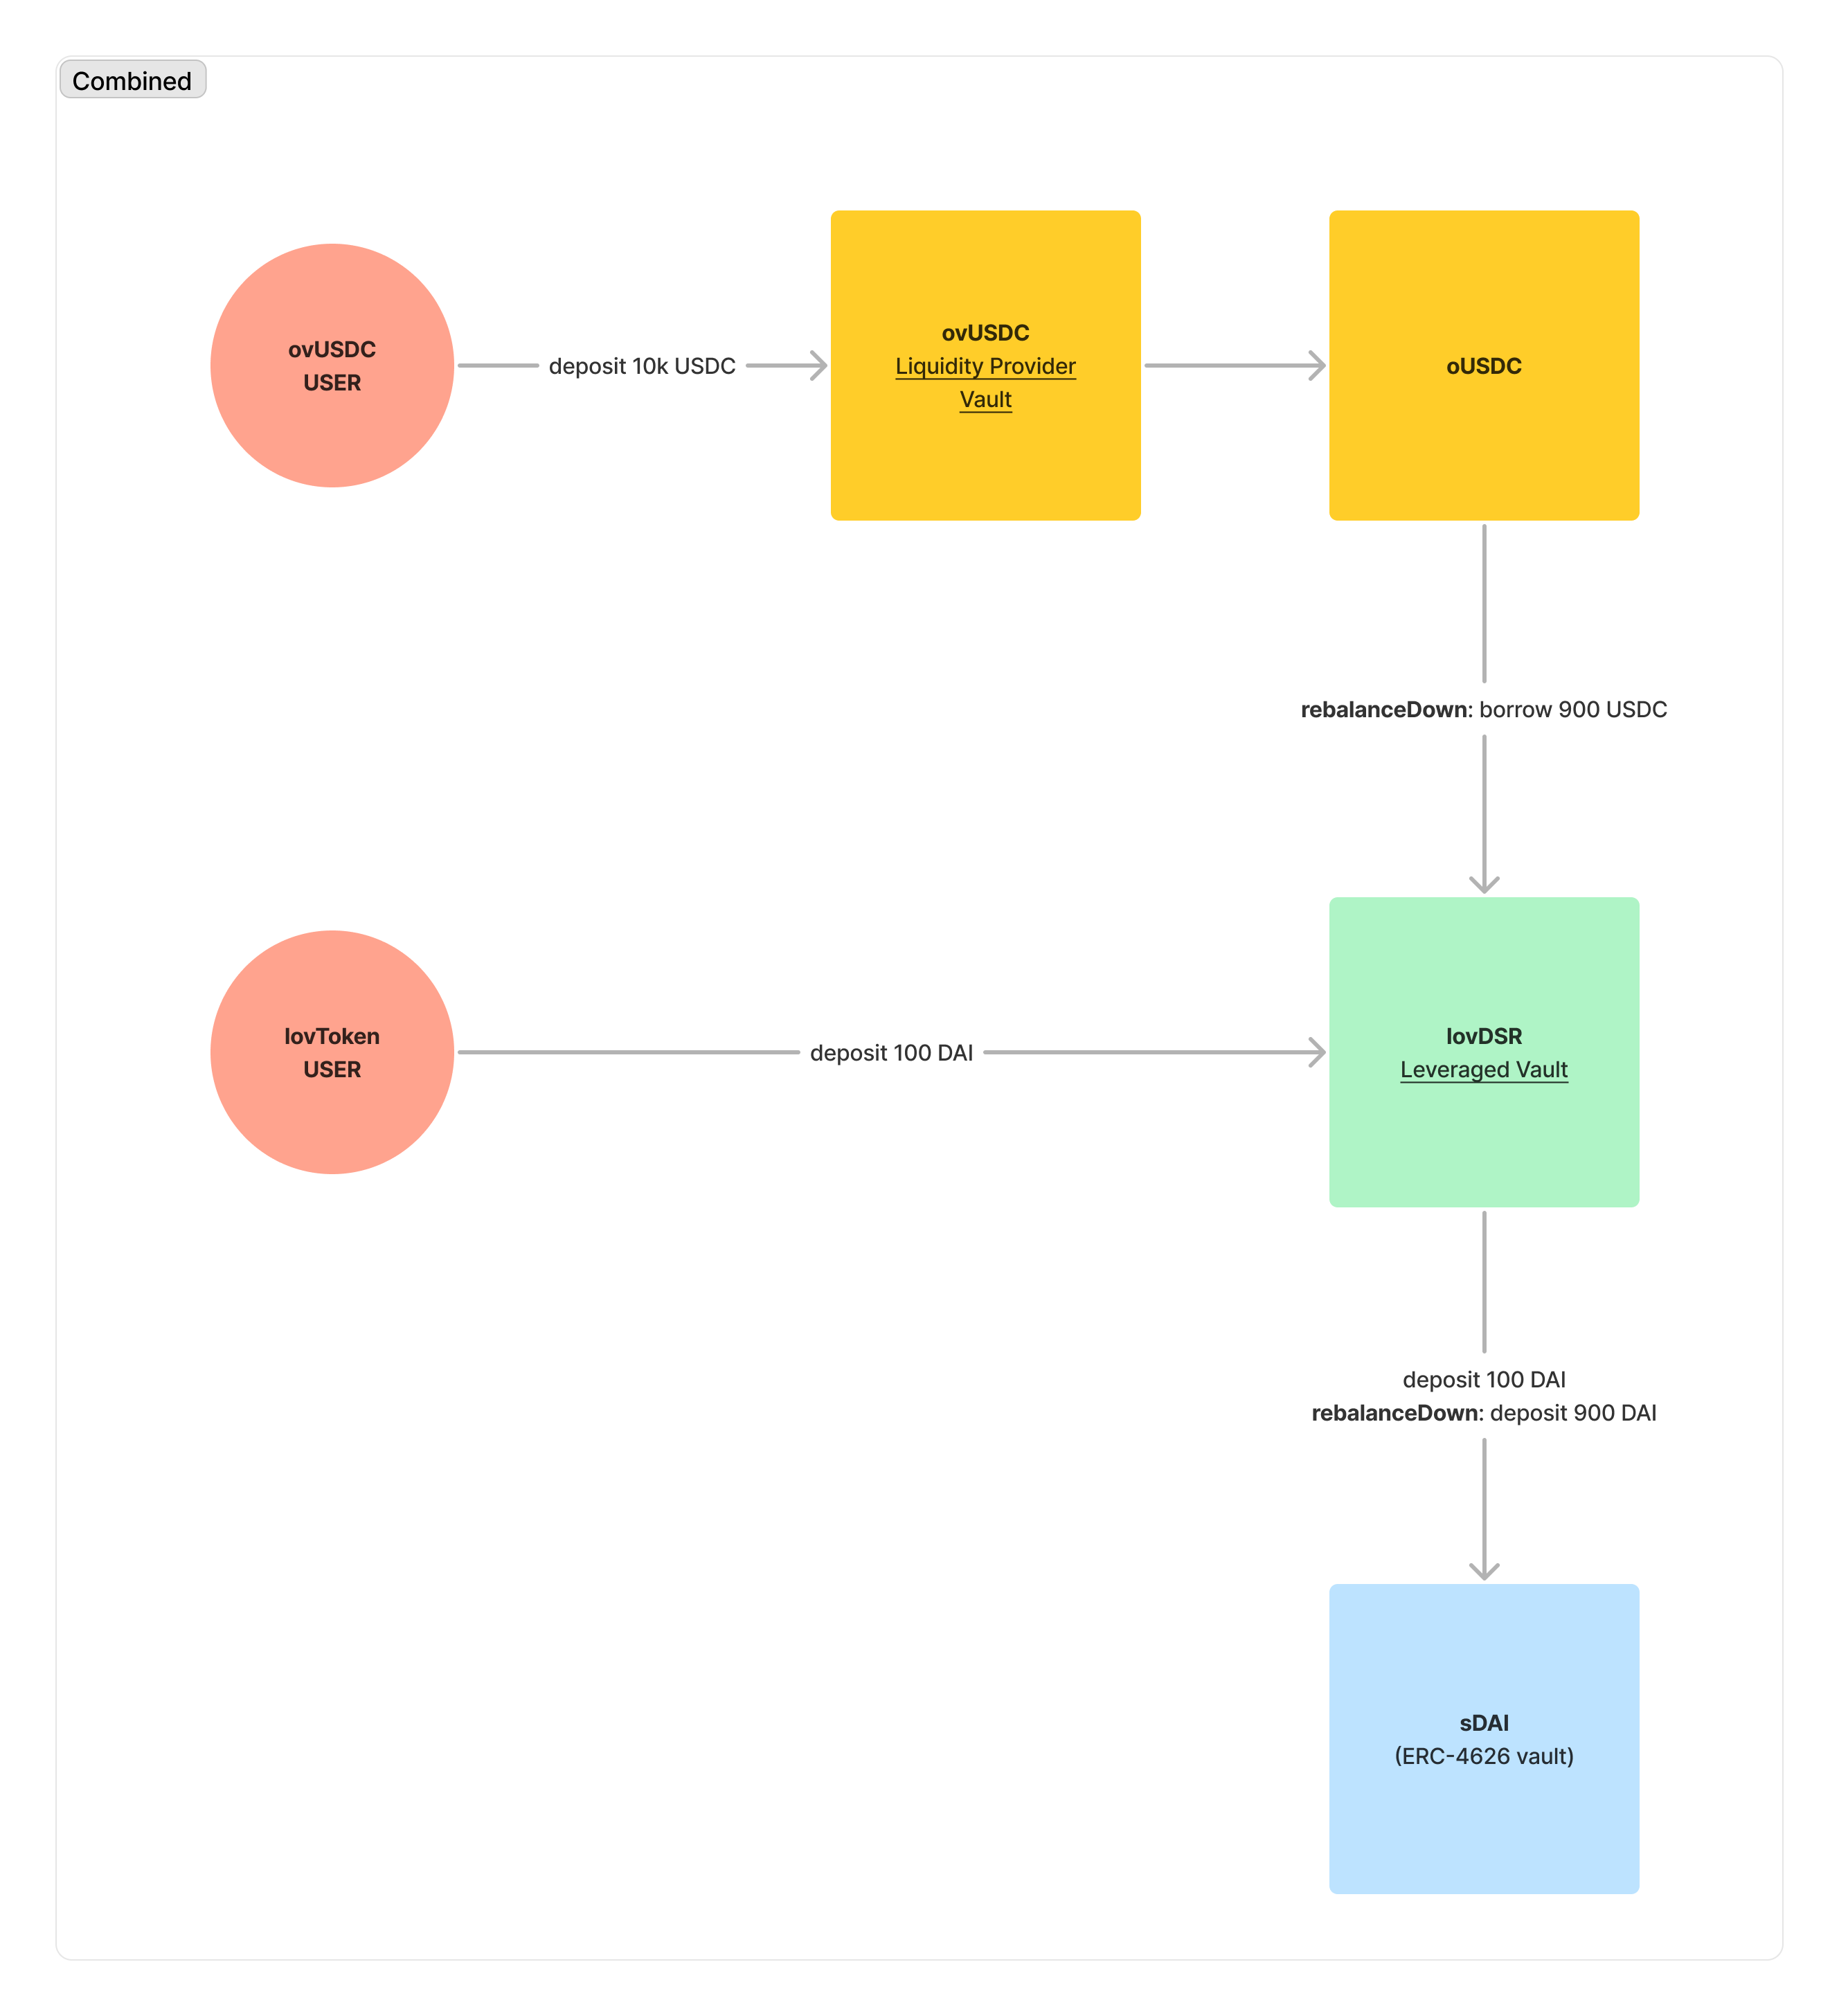 Combined
ovUSDC
USER
deposit 10k USDC
ovUSDC
Liquidity Provider
Vault
oUSDC
rebalanceDown: borrow 900 USDC
lovToken
USER
deposit 100 DAI
lovDSR
Leveraged Vault
deposit 100 DAI
rebalanceDown: deposit 900 DAI
sDAI
(ERC-4626 vault)